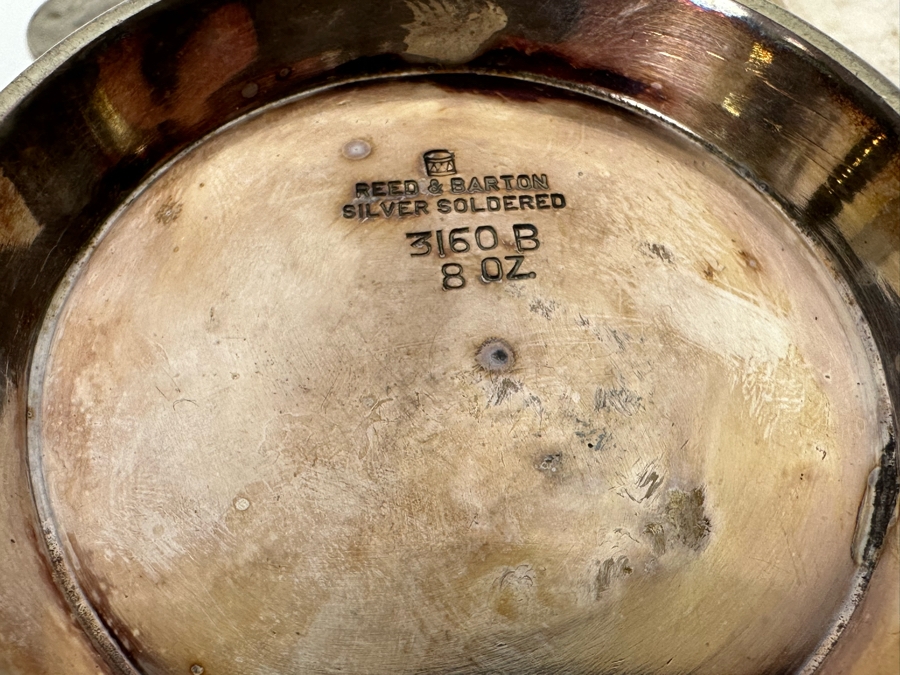 REED & BARTON
SILVER SOLDERED
3160 B
8 OZ.